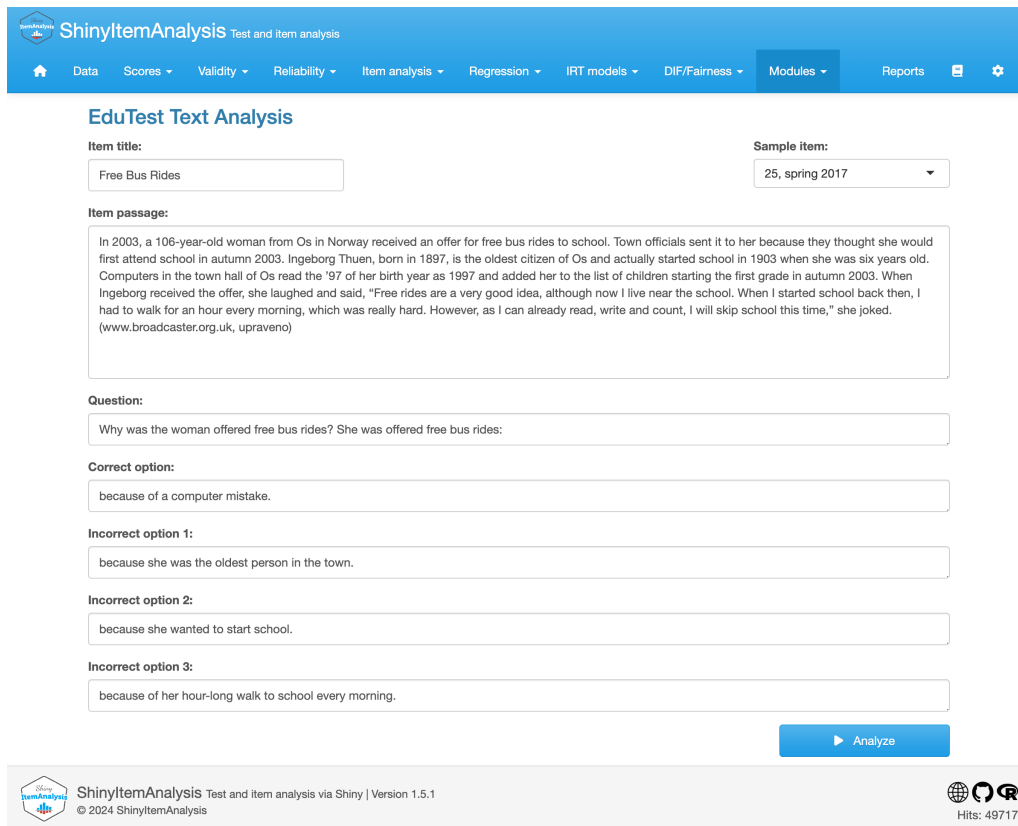 Shiny
ItemAnalysis
ShinyItemAnalysis Test and item analysis
Data Scores Validity Reliability Item analysis Regression IRT models DIF/Fairness Modules Reports
EduTest Text Analysis
Item title:
Sample item:
Free Bus Rides
25, spring 2017
Item passage:
In 2003, a 106-year-old woman from Os in Norway received an offer for free bus rides to school. Town officials sent it to her because they thought she would
first attend school in autumn 2003. Ingeborg Thuen, born in 1897, is the oldest citizen of Os and actually started school in 1903 when she was six years old.
Computers in the town hall of Os read the ’97 of her birth year as 1997 and added her to the list of children starting the first grade in autumn 2003. When
Ingeborg received the offer, she laughed and said, “Free rides are a very good idea, although now I live near the school. When I started school back then, I
had to walk for an hour every morning, which was really hard. However, as I can already read, write and count, I will skip school this time,” she joked.
(www.broadcaster.org.uk, upraveno)
Question:
Why was the woman offered free bus rides? She was offered free bus rides:
Correct option:
because of a computer mistake.
Incorrect option 1:
because she was the oldest person in the town.
Incorrect option 2:
because she wanted to start school.
Incorrect option 3:
because of her hour-long walk to school every morning.
Analyze
Shiny
ItemAnalysis
ShinyItemAnalysis Test and item analysis via Shiny | Version 1.5.1
© 2024 ShinyItemAnalysis
R
Hits: 49717